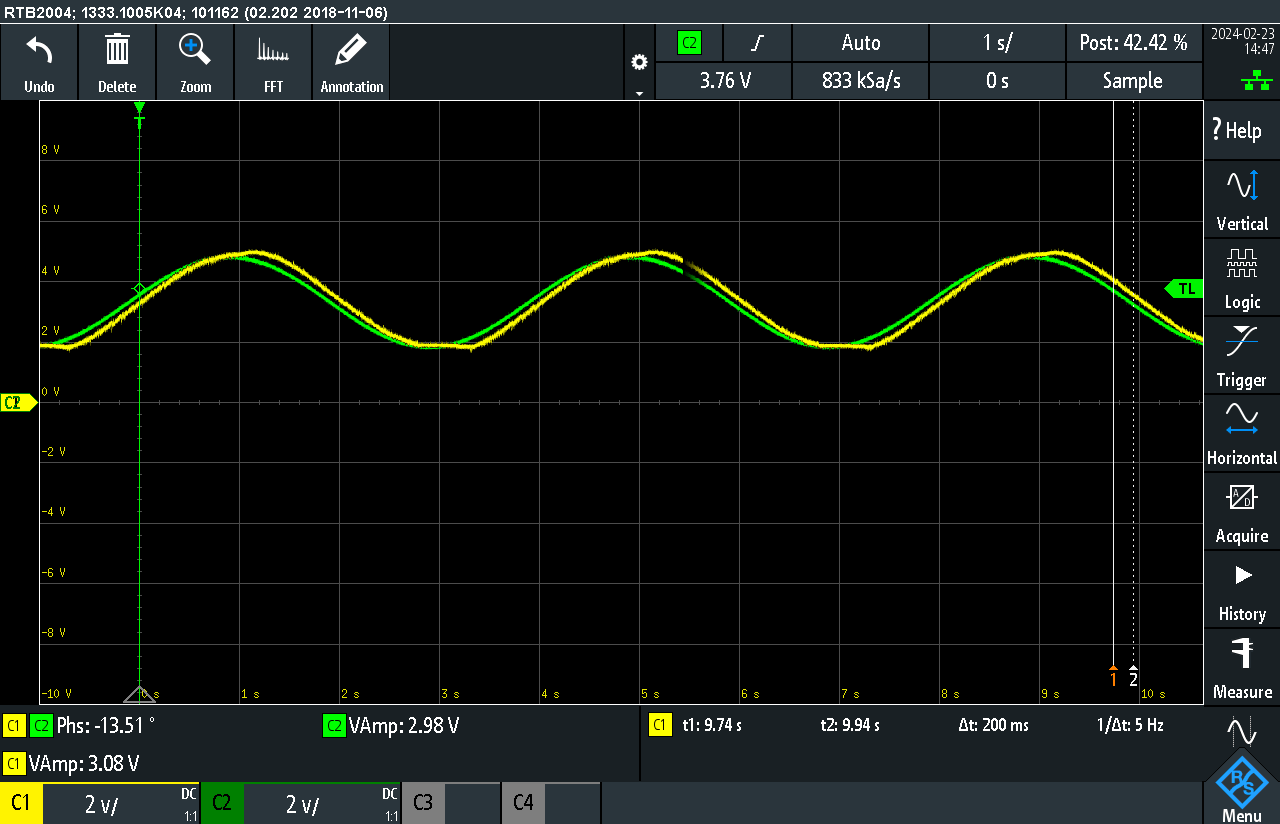 RTB2004; 1333.1005K04; 101162 (02.202 2018-11-06)
Undo
Delete
Zoom
FFT
Annotation
C2
Auto
1 s/
Post: 42.42 %
3.76 V
833 kSa/s
0 s
Sample
2024-02-23
14:47
? Help
Vertical
Logic
Trigger
Horizontal
A/D
Acquire
History
Measure
R&S
Menu
T
8 V
6 V
4 V
2 V
0 V
-2 V
-4 V
-6 V
-8 V
-10 V
TL
0 s
1 s
2 s
3 s
4 s
5 s
6 s
7 s
8 s
9 s
10 s
1
2
C1 C2 Phs: -13.51 °
C2 VAmp: 2.98 V
C1 VAmp: 3.08 V
C1 t1: 9.74 s
t2: 9.94 s
Δt: 200 ms
1/Δt: 5 Hz
C1
2 v/
DC
1:1
C2
2 v/
DC
1:1
C3
C4